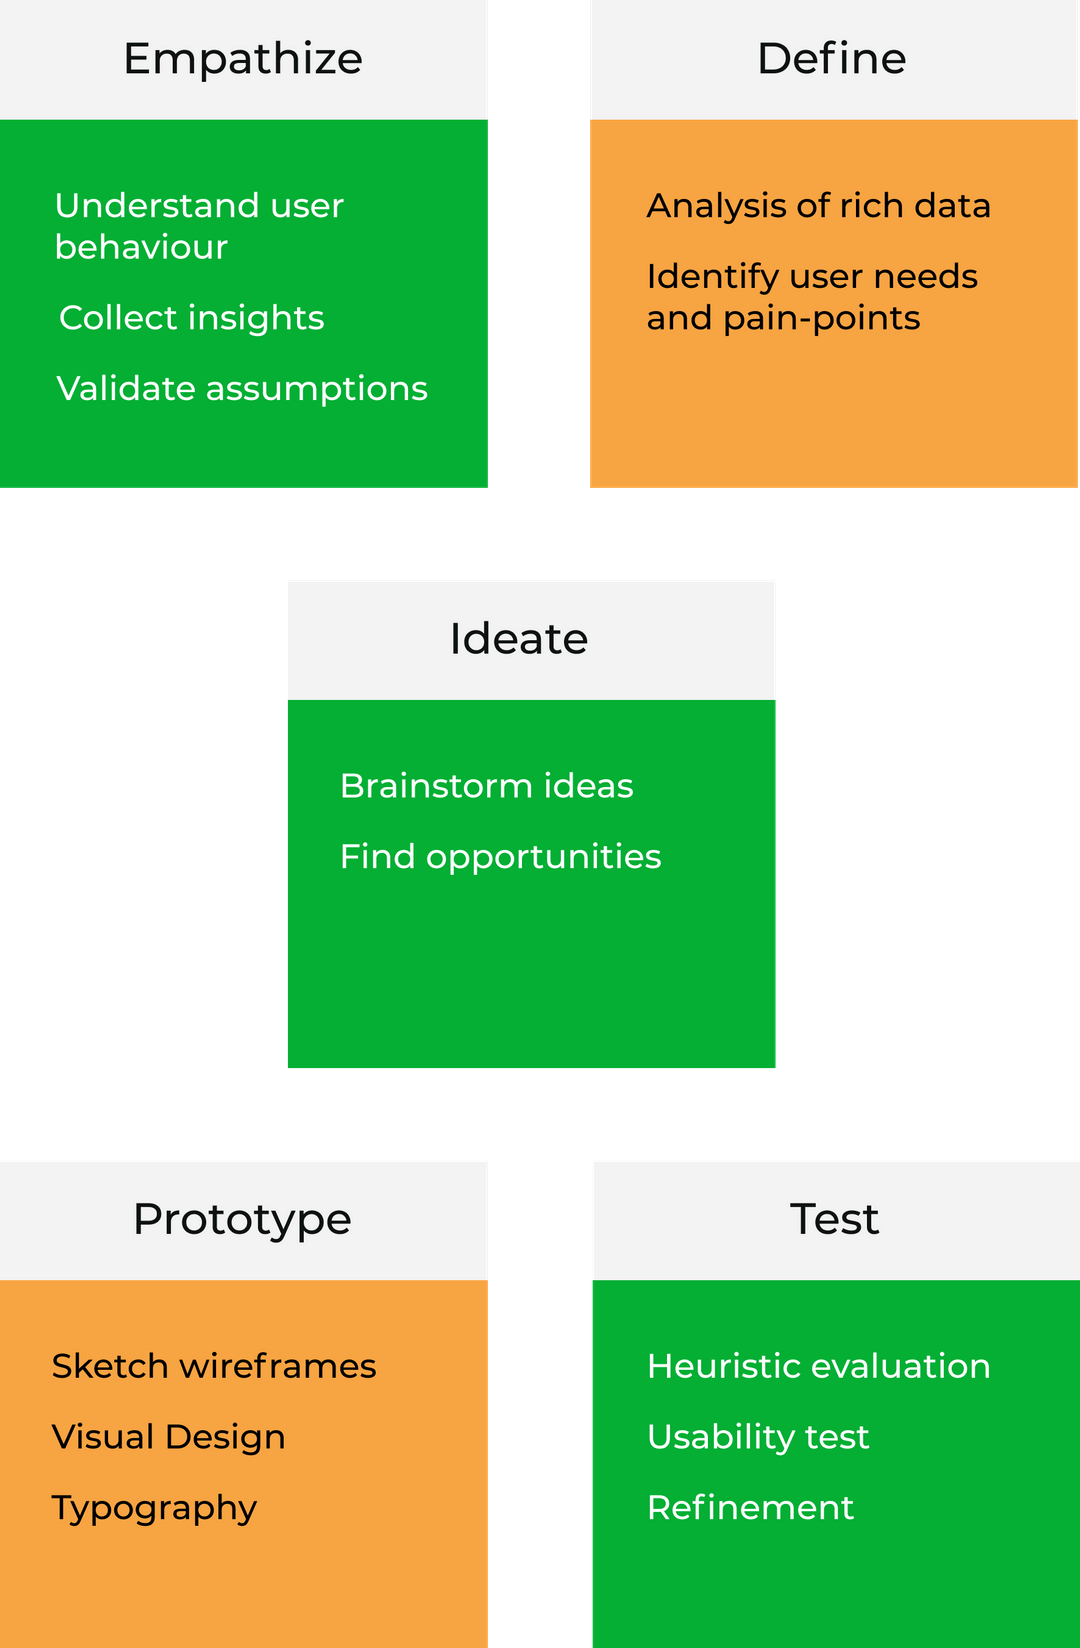 Empathize
Understand user
behaviour
Collect insights
Validate assumptions
Define
Analysis of rich data
Identify user needs
and pain-points
Ideate
Brainstorm ideas
Find opportunities
Prototype
Sketch wireframes
Visual Design
Typography
Test
Heuristic evaluation
Usability test
Refinement